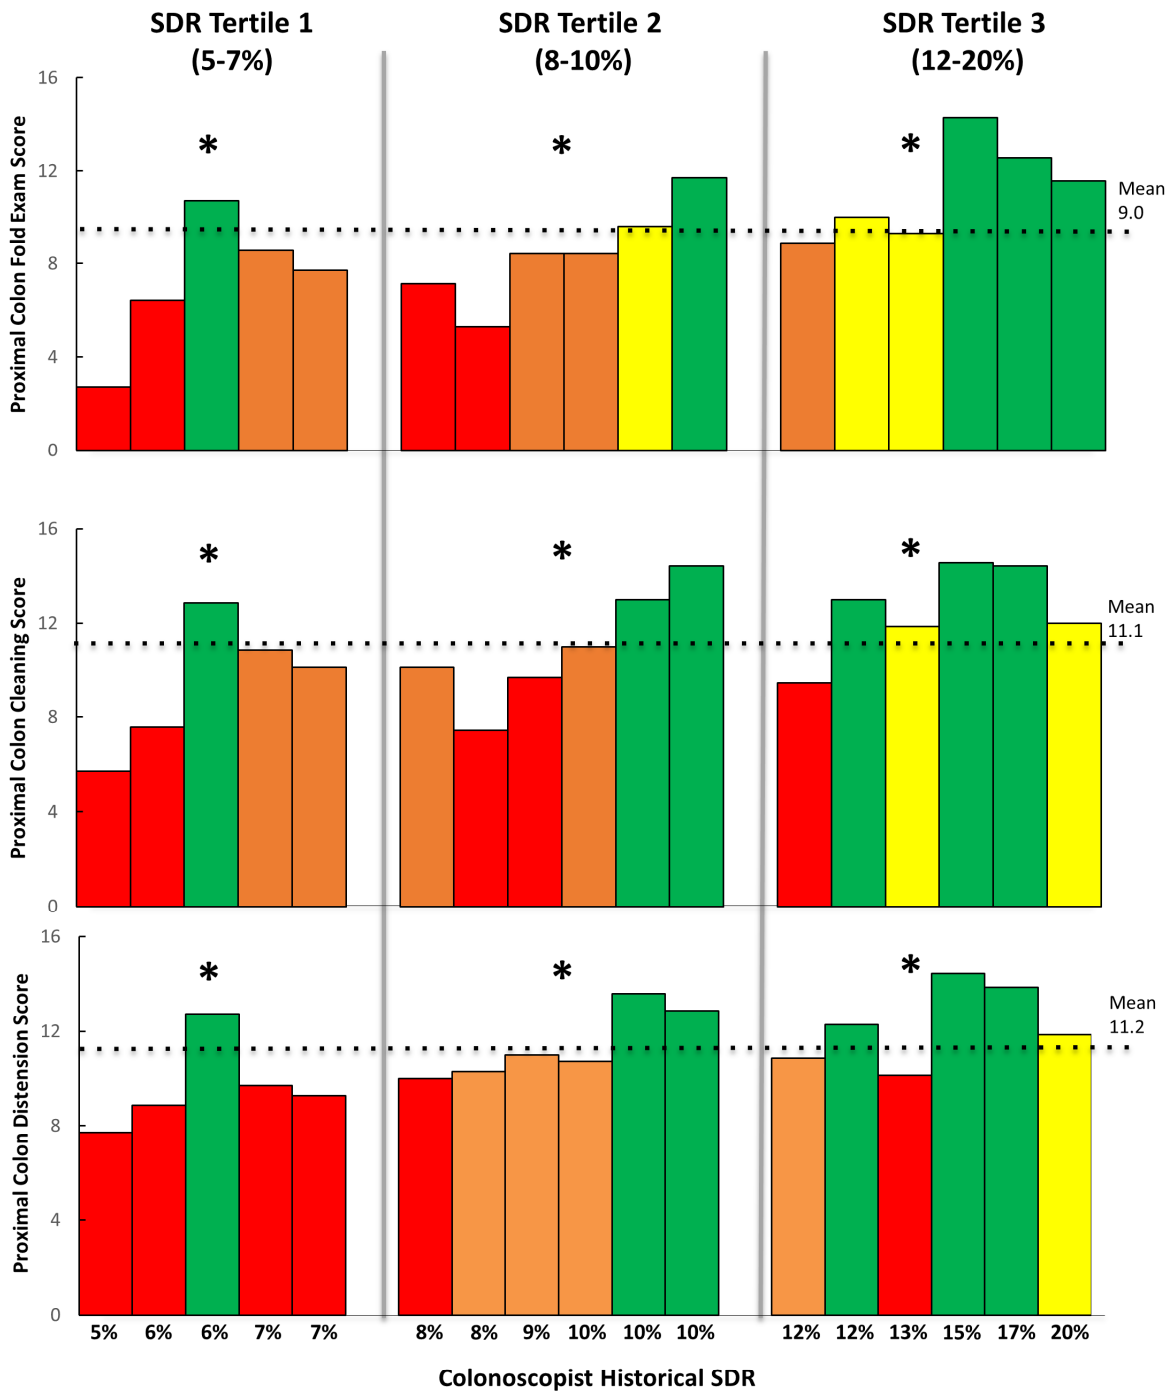 SDR Tertile 1
(5-7%)
SDR Tertile 2
(8-10%)
SDR Tertile 3
(12-20%)
Proximal Colon Fold Exam Score
16
12
8
4
0
*
*
*
Mean
9.0
Proximal Colon Cleaning Score
16
12
8
4
0
*
*
*
Mean
11.1
Proximal Colon Distension Score
16
12
8
4
0
*
*
*
Mean
11.2
5% 6% 6% 7% 7% 8% 8% 9% 10% 10% 10% 12% 12% 13% 15% 17% 20%
Colonoscopist Historical SDR